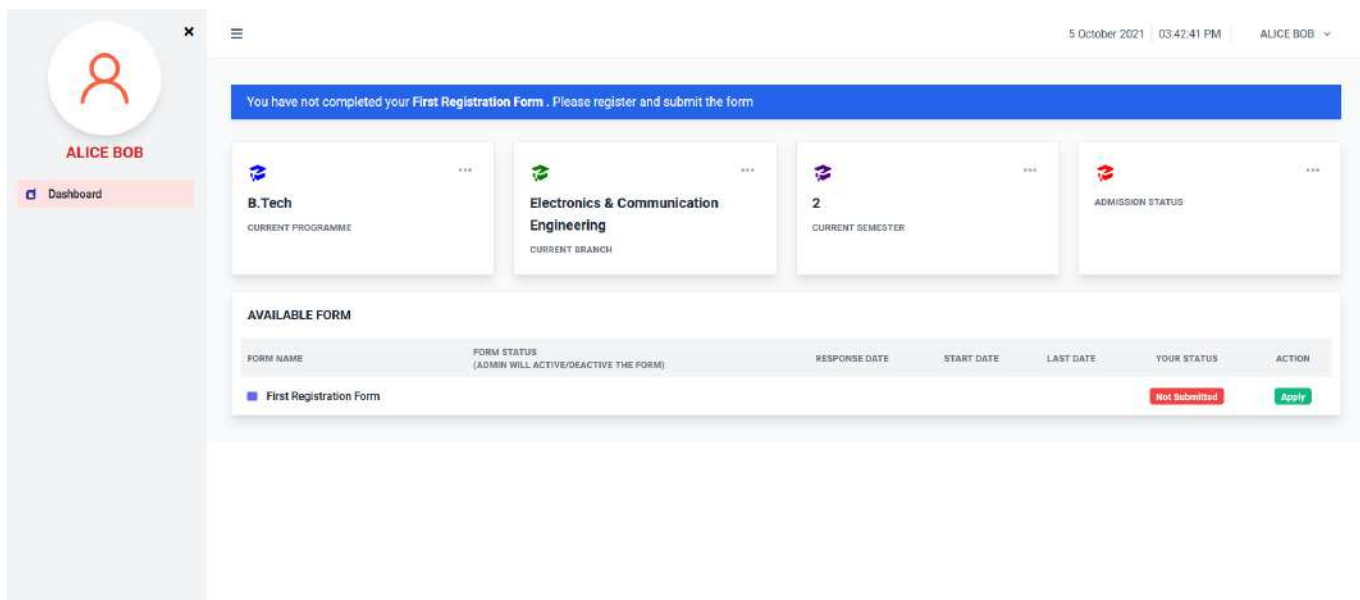 5 October 2021 03:42:41 PM ALICE BOB
ALICE BOB
Dashboard
You have not completed your First Registration Form . Please register and submit the form
B.Tech
CURRENT PROGRAMME
Electronics & Communication
Engineering
CURRENT BRANCH
2
CURRENT SEMESTER
ADMISSION STATUS
AVAILABLE FORM
FORM NAME FORM STATUS RESPONSE DATE START DATE LAST DATE YOUR STATUS ACTION
(ADMIN WILL ACTIVE/DEACTIVE THE FORM)
First Registration Form Not Submitted Apply